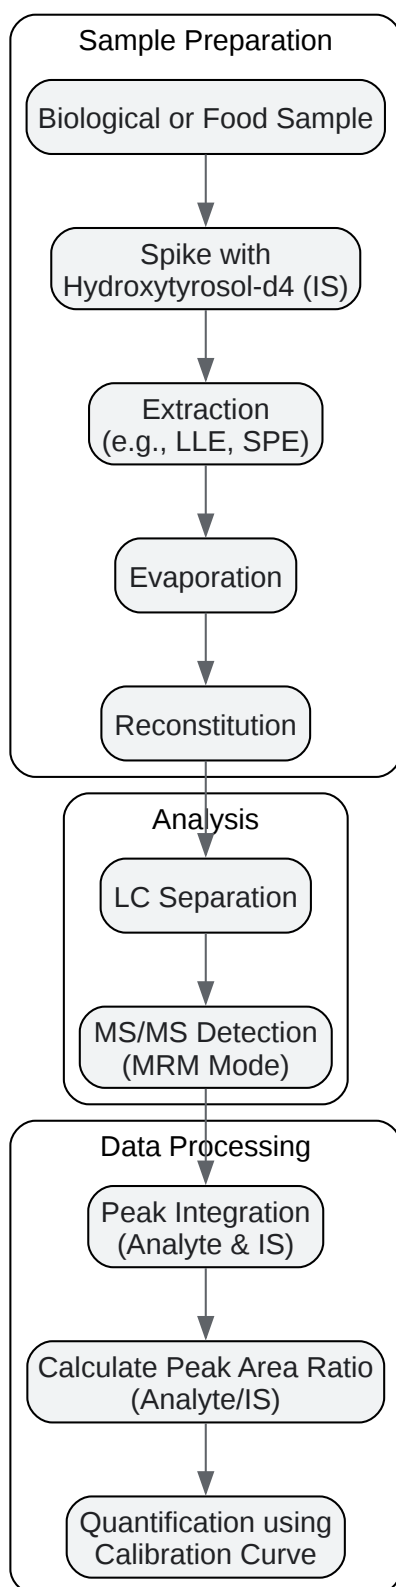 Sample Preparation
Biological or Food Sample
Spike with
Hydroxytyrosol-d4 (IS)
Extraction
(e.g., LLE, SPE)
Evaporation
Reconstitution
Analysis
LC Separation
MS/MS Detection
(MRM Mode)
Data Processing
Peak Integration
(Analyte & IS)
Calculate Peak Area Ratio
(Analyte/IS)
Quantification using
Calibration Curve